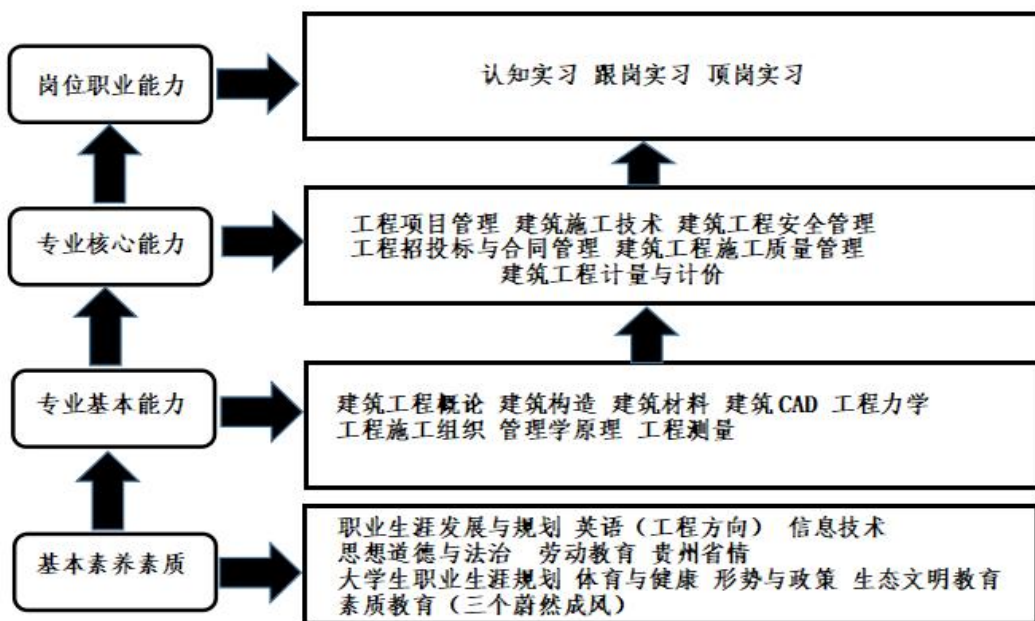 岗位职业能力
认知实习 跟岗实习 顶岗实习
专业核心能力
工程项目管理 建筑施工技术 建筑工程安全管理
工程招投标与合同管理 建筑工程施工质量管理
建筑工程计量与计价
专业基本能力
建筑工程概论 建筑构造 建筑材料 建筑CAD 工程力学
工程施工组织 管理学原理 工程测量
基本素养素质
职业生涯发展与规划 英语（工程方向） 信息技术
思想道德与法治 劳动教育 贵州省情
大学生职业生涯规划 体育与健康 形势与政策 生态文明教育
素质教育（三个蔚然成风）